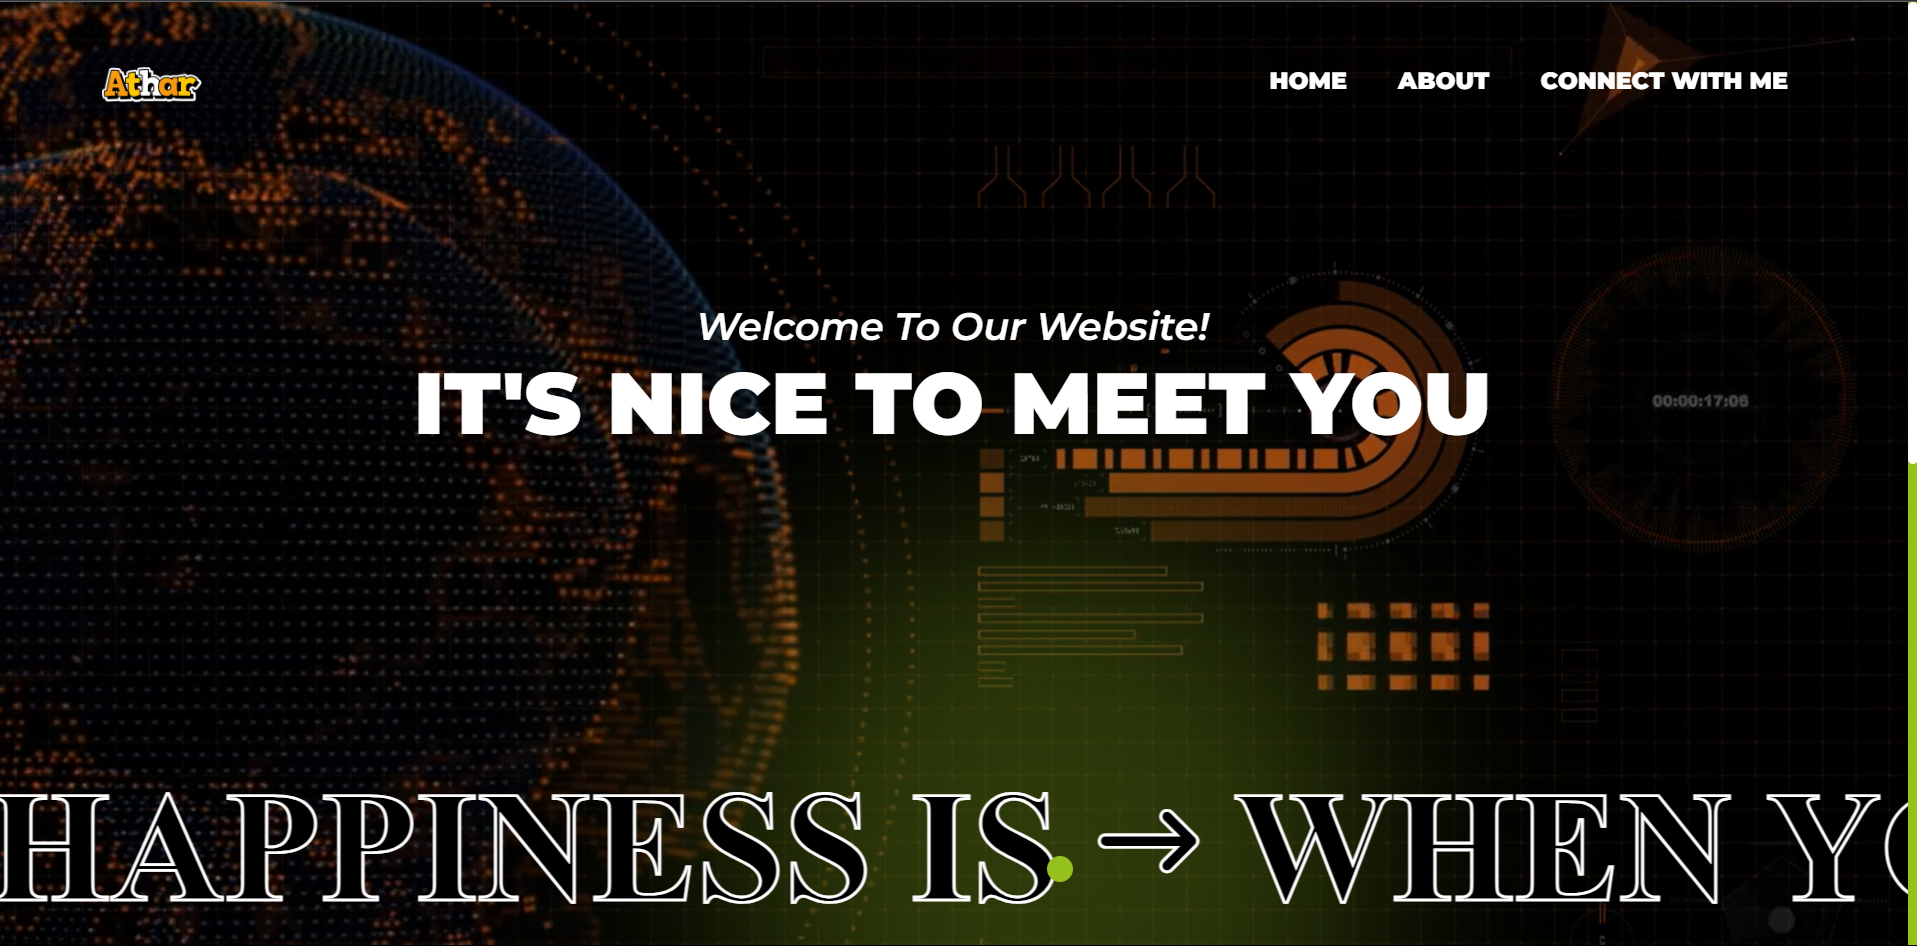 Athar
HOME ABOUT CONNECT WITH ME
Welcome To Our Website!
IT'S NICE TO MEET YOU
00:00:17:06
HAPPINESS IS → WHEN